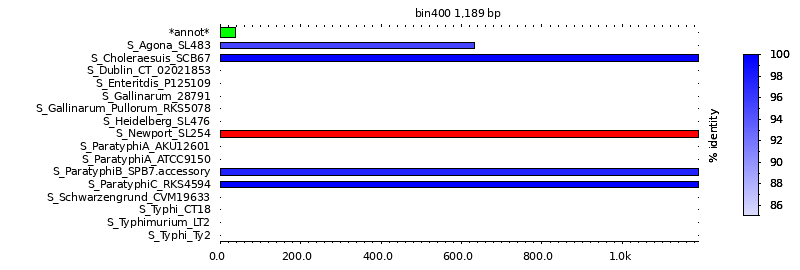 bin400 1,189 bp
*annot*
S_Agona_SL483
S_Choleraesuis_SCB67
S_Dublin_CT_02021853
S_Enteritdis_P125109
S_Gallinarum_28791
S_Gallinarum_Pullorum_RKS5078
S_Heidelberg_SL476
S_Newport_SL254
S_ParatyphiA_AKU12601
S_ParatyphiA_ATCC9150
S_ParatyphiB_SPB7.accessory
S_ParatyphiC_RKS4594
S_Schwarzengrund_CVM19633
S_Typhi_CT18
S_Typhimurium_LT2
S_Typhi_Ty2
0.0 200.0 400.0 600.0 800.0 1.0k
% identity
100
98
96
94
92
90
88
86